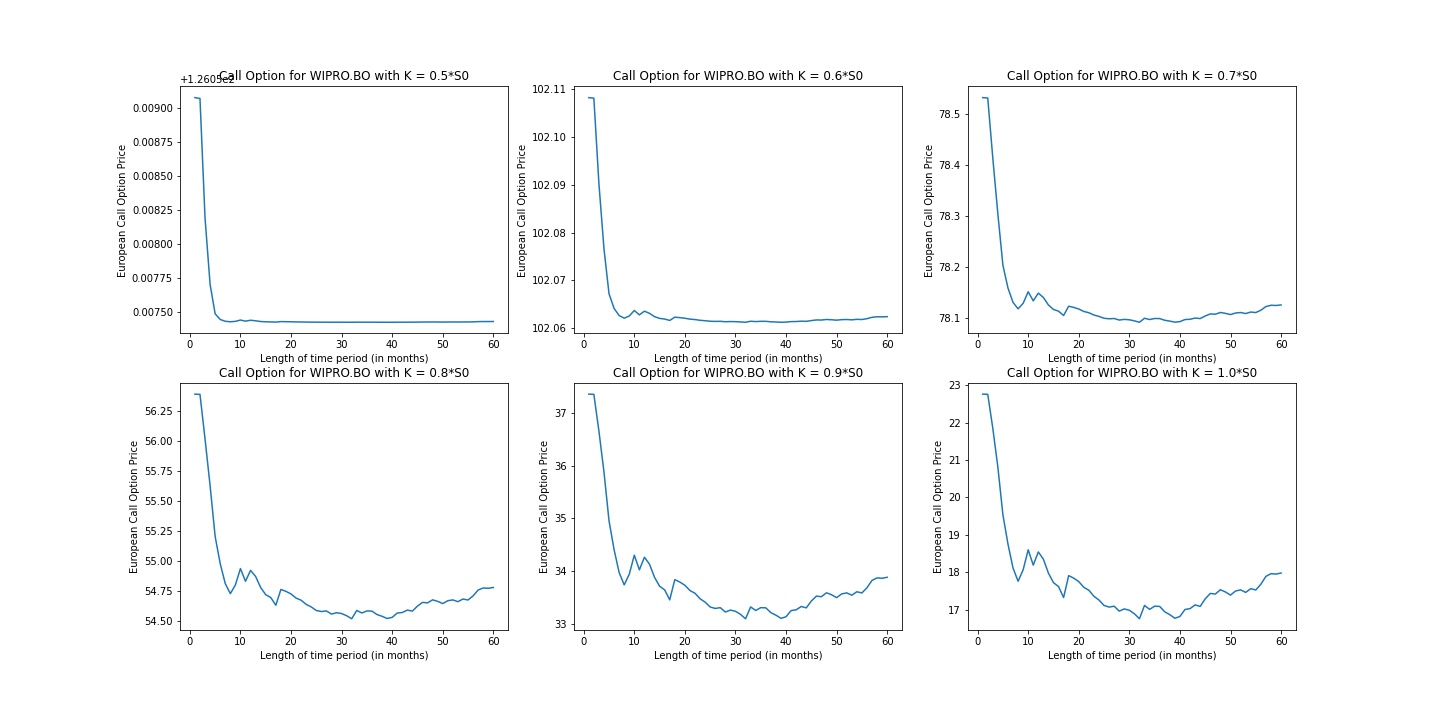 Call Option for WIPRO.BO with K = 0.5*S0
+1.2605e2
European Call Option Price
0.00900
0.00875
0.00850
0.00825
0.00800
0.00775
0.00750
0 10 20 30 40 50 60
Length of time period (in months)
Call Option for WIPRO.BO with K = 0.6*S0
European Call Option Price
102.11
102.10
102.09
102.08
102.07
102.06
0 10 20 30 40 50 60
Length of time period (in months)
Call Option for WIPRO.BO with K = 0.7*S0
European Call Option Price
78.5
78.4
78.3
78.2
78.1
0 10 20 30 40 50 60
Length of time period (in months)
Call Option for WIPRO.BO with K = 0.8*S0
European Call Option Price
56.25
56.00
55.75
55.50
55.25
55.00
54.75
54.50
0 10 20 30 40 50 60
Length of time period (in months)
Call Option for WIPRO.BO with K = 0.9*S0
European Call Option Price
37
36
35
34
33
0 10 20 30 40 50 60
Length of time period (in months)
Call Option for WIPRO.BO with K = 1.0*S0
European Call Option Price
23
22
21
20
19
18
17
0 10 20 30 40 50 60
Length of time period (in months)